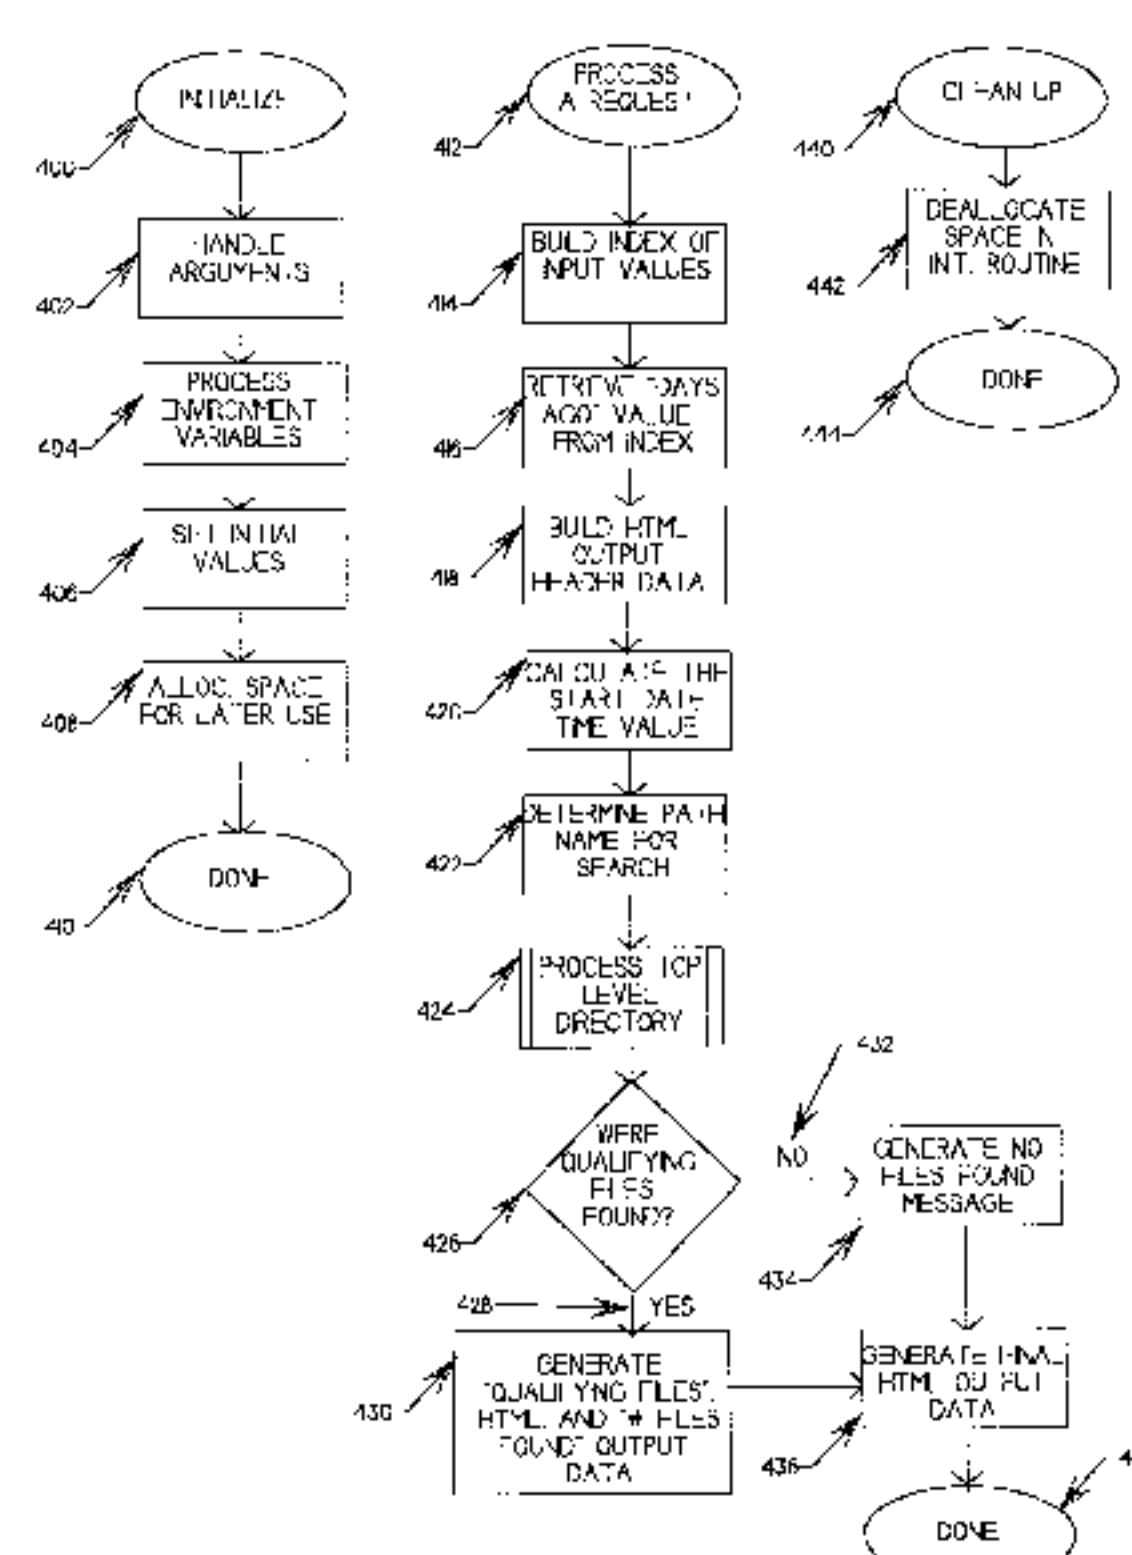 INITIALIZE
400
HANDLE
ARGUMENTS
402
PROCESS
ENVIRONMENT
VARIABLES
404
SET INITIAL
VALUES
406
ALLOC. SPACE
FOR LATER USE
408
DONE
410
PROCESS
A REQUEST
412
BUILD INDEX OF
INPUT VALUES
414
RETRIEVE "DAYS
AGO" VALUE
FROM INDEX
416
BUILD HTML
OUTPUT
HEADER DATA
418
CALCULATE THE
START DATE
TIME VALUE
420
DETERMINE PATH
NAME FOR
SEARCH
422
PROCESS TOP
LEVEL
DIRECTORY
424
WERE
QUALIFYING
FILES
FOUND?
426
428
YES
GENERATE
"QUALIFYING FILES",
HTML, AND "# FILES
FOUND" OUTPUT
DATA
430
432
NO
GENERATE NO
FILES FOUND
MESSAGE
434
GENERATE FINAL
HTML OUTPUT
DATA
436
4
DONE
CLEAN UP
440
DEALLOCATE
SPACE IN
INT. ROUTINE
442
DONE
444